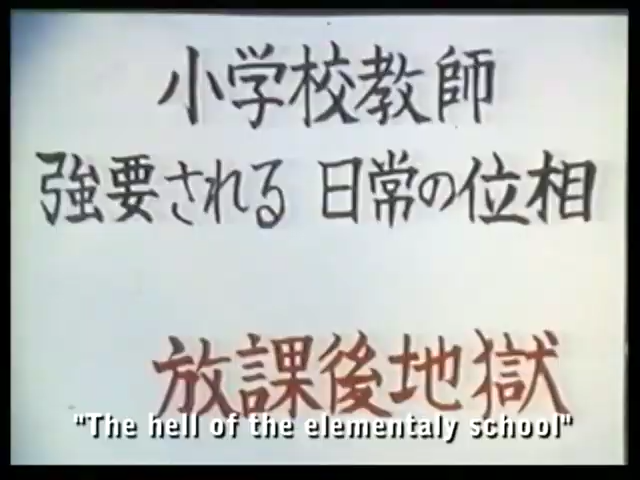 小学校教師
強要される 日常の位相
放課後地獄
"The hell of the elementaly school"